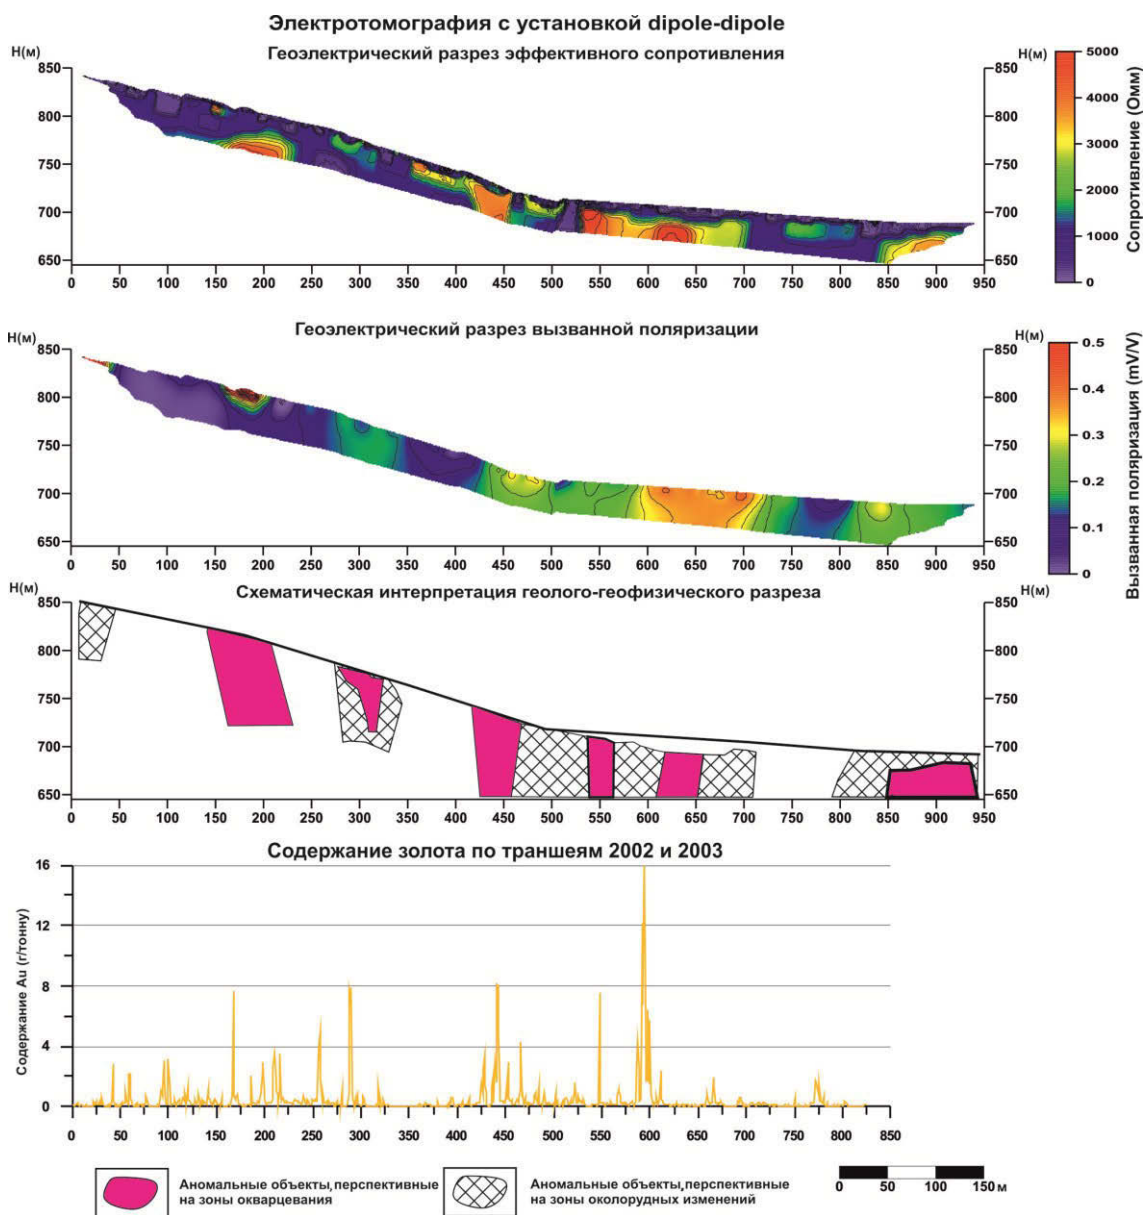 Электротомография с установкой dipole-dipole
Геоэлектрический разрез эффективного сопротивления
H(м)
H(м)
850
800
750
700
650
850
800
750
700
650
0 50 100 150 200 250 300 350 400 450 500 550 600 650 700 750 800 850 900 950
5000
4000
3000
2000
1000
0
Сопротивление (Омм)
Геоэлектрический разрез вызванной поляризации
H(м)
H(м)
850
800
750
700
650
850
800
750
700
650
0 50 100 150 200 250 300 350 400 450 500 550 600 650 700 750 800 850 900 950
0.5
0.4
0.3
0.2
0.1
0
Вызванная поляризация (mV/V)
Схематическая интерпретация геолого-геофизического разреза
H(м)
H(м)
850
800
750
700
650
850
800
750
700
650
0 50 100 150 200 250 300 350 400 450 500 550 600 650 700 750 800 850 900 950
Содержание золота по траншеям 2002 и 2003
Содержание Au (г/тонну)
16
12
8
4
0
0 50 100 150 200 250 300 350 400 450 500 550 600 650 700 750 800 850
Аномальные объекты,перспективные
на зоны окварцевания
Аномальные объекты,перспективные
на зоны околорудных изменений
0 50 100 150 м